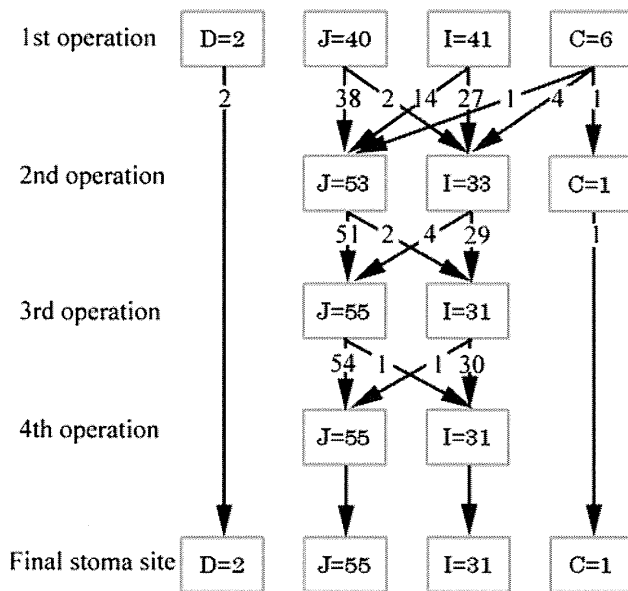 1st operation D=2 J=40 I=41 C=6
2 38 2 14 27 1 4 1
2nd operation J=53 I=33 C=1
51 2 4 29 1
3rd operation J=55 I=31
54 1 1 30
4th operation J=55 I=31
Final stoma site D=2 J=55 I=31 C=1